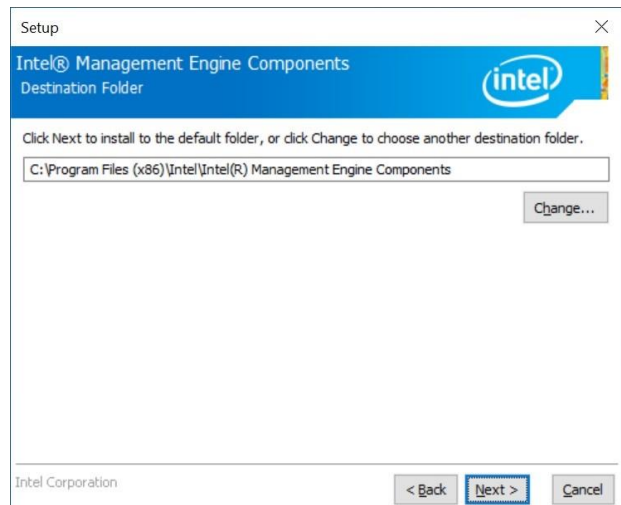 Setup
Intel® Management Engine Components
Destination Folder
intel
Click Next to install to the default folder, or click Change to choose another destination folder.
C:\Program Files (x86)\Intel\Intel(R) Management Engine Components
Change...
Intel Corporation
< Back
Next >
Cancel